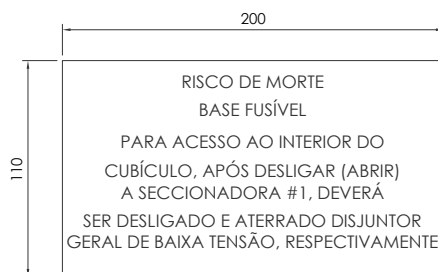 200
110
RISCO DE MORTE
BASE FUSÍVEL
PARA ACESSO AO INTERIOR DO
CUBÍCULO, APÓS DESLIGAR (ABRIR)
A SECCIONADORA #1, DEVERÁ
SER DESLIGADO E ATERRADO DISJUNTOR
GERAL DE BAIXA TENSÃO, RESPECTIVAMENTE